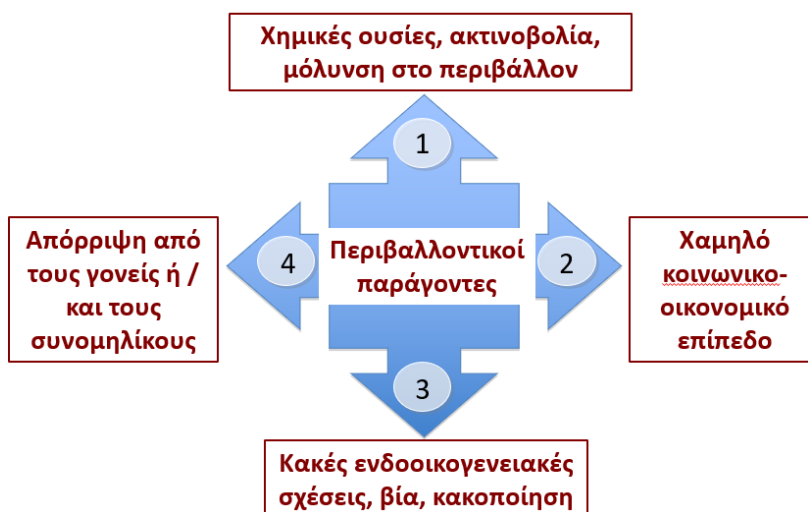 Χημικές ουσίες, ακτινοβολία,
μόλυνση στο περιβάλλον
1
Απόρριψη από
τους γονείς ή /
και τους
συνομηλίκους
4
Περιβαλλοντικοί
παράγοντες
2
Χαμηλό
κοινωνικο-
οικονομικό
επίπεδο
3
Κακές ενδοοικογενειακές
σχέσεις, βία, κακοποίηση